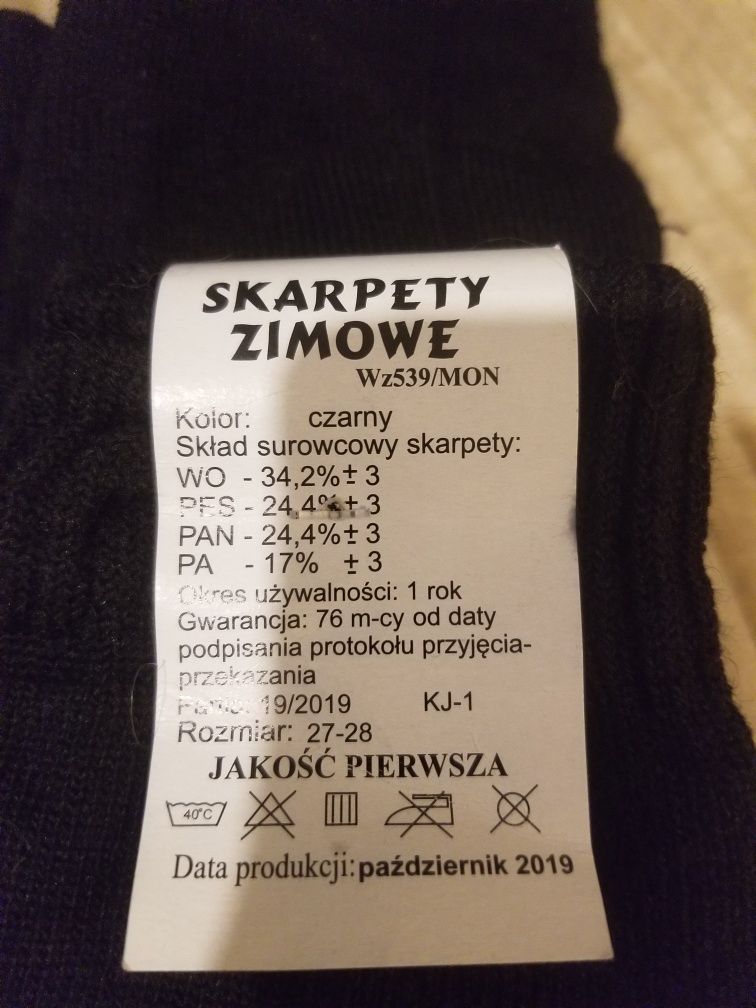 SKARPETY
ZIMOWE
Wz539/MON
Kolor: czarny
Skład surowcowy skarpety:
WO - 34,2% ± 3
PES - 24,4% ± 3
PAN - 24,4% ± 3
PA - 17% ± 3
Okres używalności: 1 rok
Gwarancja: 76 m-cy od daty
podpisania protokołu przyjęcia-
przekazania
19/2019 KJ-1
Rozmiar: 27-28
JAKOŚĆ PIERWSZA
40°C
Data produkcji: październik 2019